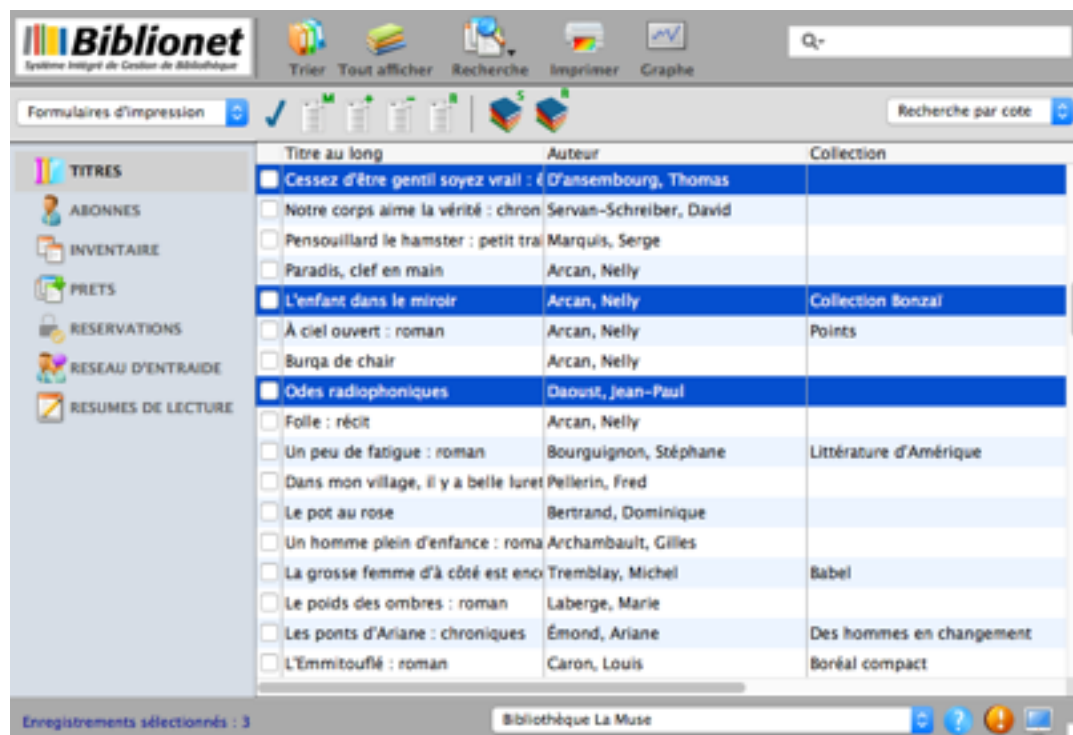 Biblionet
Système Intégré de Gestion de Bibliothèque
Trier Tout afficher Recherche Imprimer Graphe
Formulaires d'impression M + - R S R Recherche par cote
TITRES
ABONNES
INVENTAIRE
PRETS
RESERVATIONS
RESEAU D'ENTRAIDE
RESUMES DE LECTURE
Titre au long Auteur Collection
Cessez d'être gentil soyez vrai! : é D'ansembourg, Thomas
Notre corps aime la vérité : chron Servan-Schreiber, David
Pensouillard le hamster : petit trai Marquis, Serge
Paradis, clef en main Arcan, Nelly
L'enfant dans le miroir Arcan, Nelly Collection Bonzaï
À ciel ouvert : roman Arcan, Nelly Points
Burqa de chair Arcan, Nelly
Odes radiophoniques Daoust, Jean-Paul
Folle : récit Arcan, Nelly
Un peu de fatigue : roman Bourguignon, Stéphane Littérature d'Amérique
Dans mon village, il y a belle luret Pellerin, Fred
Le pot au rose Bertrand, Dominique
Un homme plein d'enfance : roma Archambault, Gilles
La grosse femme d'à côté est enc Tremblay, Michel Babel
Le poids des ombres : roman Laberge, Marie
Les ponts d'Ariane : chroniques Émond, Ariane Des hommes en changement
L'Emmitouflé : roman Caron, Louis Boréal compact
Enregistrements sélectionnés : 3 Bibliothèque La Muse